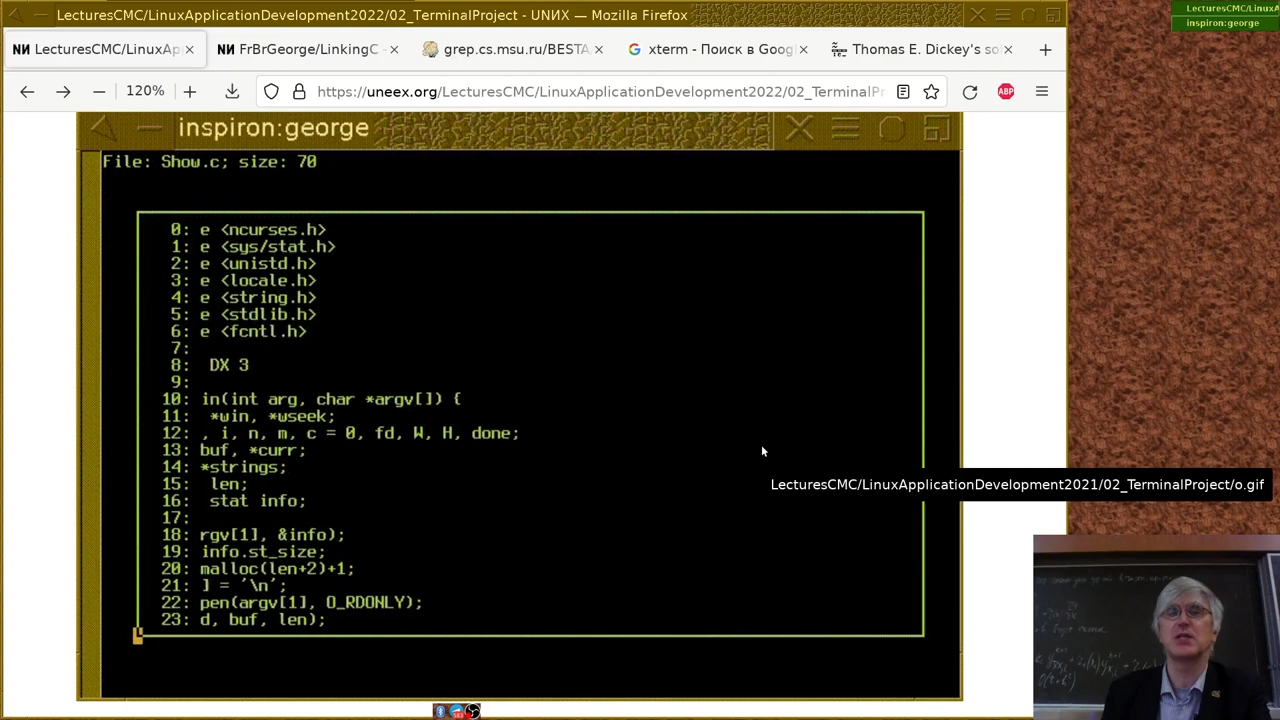 LecturesCMC/LinuxApplicationDevelopment2022/02_TerminalProject - UNИX — Mozilla Firefox
LecturesCMC/LinuxA
inspiron:george
NИ LecturesCMC/LinuxAp
NИ FrBrGeorge/LinkingC -
grep.cs.msu.ru/BESTA
xterm - Поиск в Goog
Thomas E. Dickey's so
120%
https://uneex.org/LecturesCMC/LinuxApplicationDevelopment2022/02_TerminalPr
ABP
inspiron:george
File: Show.c; size: 70
0: e <ncurses.h>
1: e <sys/stat.h>
2: e <unistd.h>
3: e <locale.h>
4: e <string.h>
5: e <stdlib.h>
6: e <fcntl.h>
7:
8:  DX 3
9:
10: in(int arg, char *argv[]) {
11:  *win, *wseek;
12: , i, n, m, c = 0, fd, W, H, done;
13: buf, *curr;
14: *strings;
15:  len;
16:  stat info;
17:
18: rgv[1], &info);
19: info.st_size;
20: malloc(len+2)+1;
21: ] = '\n';
22: pen(argv[1], O_RDONLY);
23: d, buf, len);
LecturesCMC/LinuxApplicationDevelopment2021/02_TerminalProject/o.gif